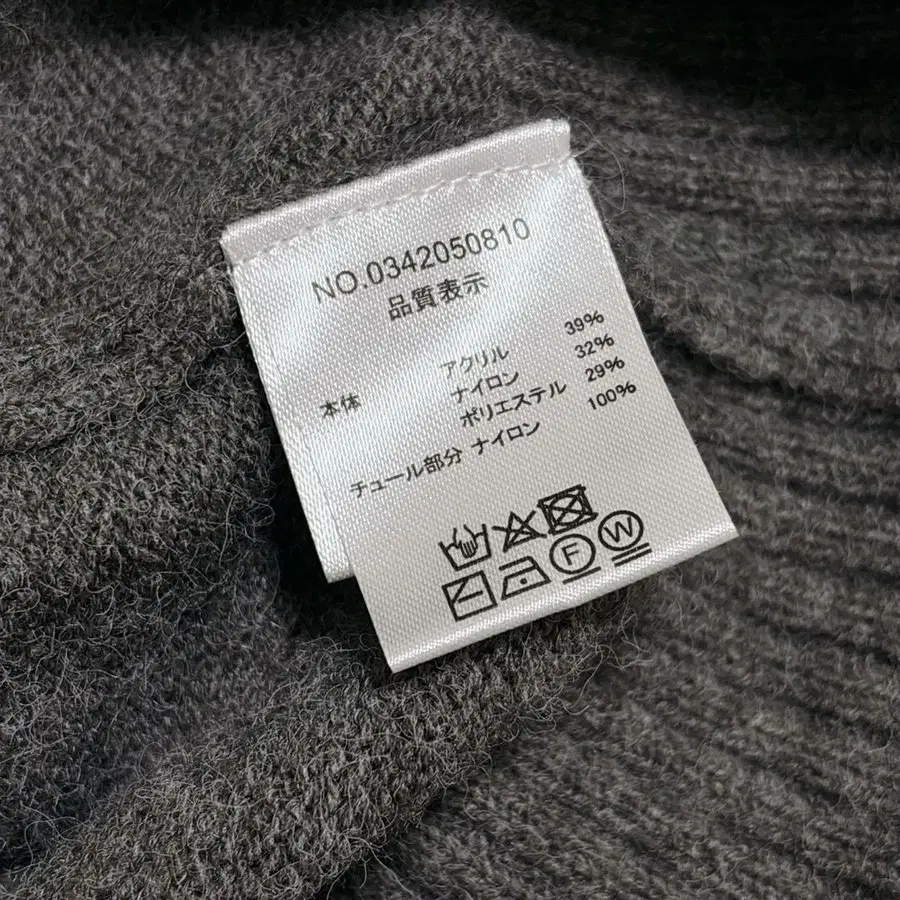 NO.0342050810
品質表示
本体 アクリル 39%
ナイロン 32%
ポリエステル 29%
チュール部分 ナイロン 100%
F W